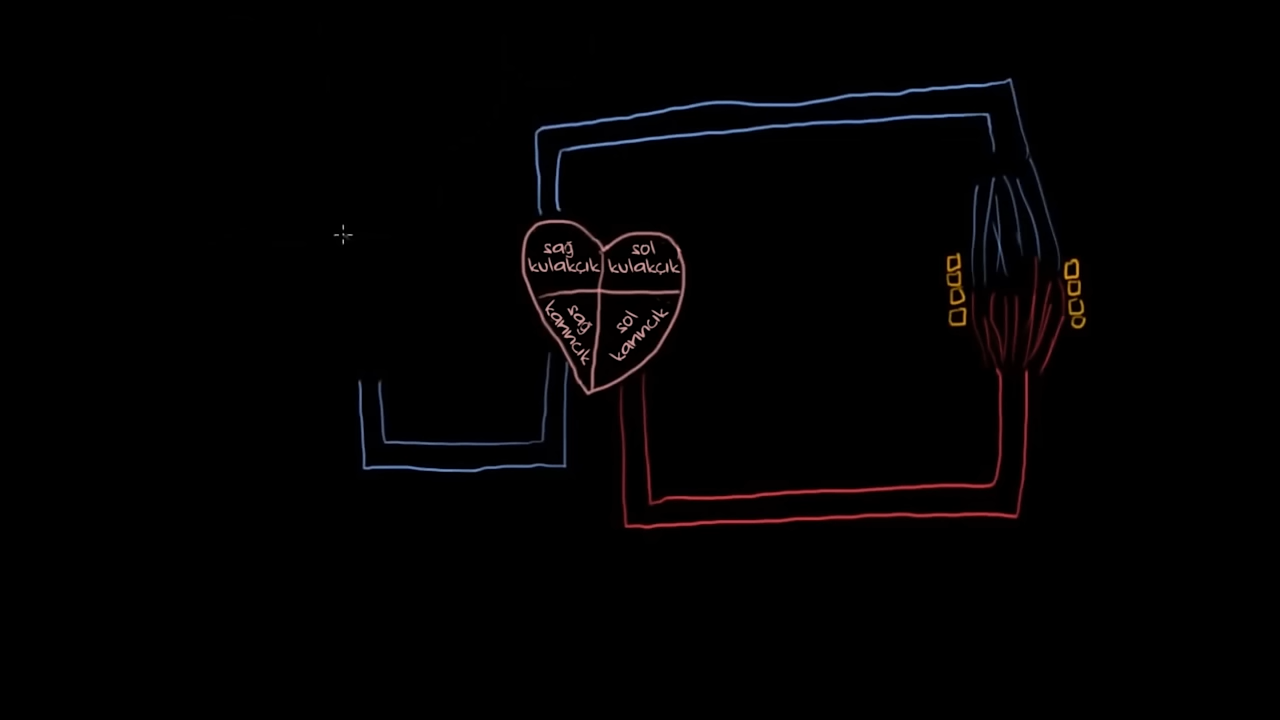 sağ
kulakçık
sol
kulakçık
sağ
karıncık
sol
karıncık